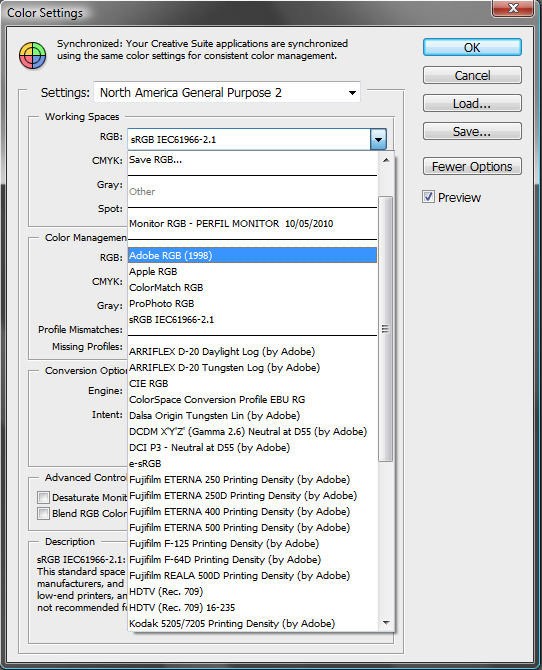 Color Settings
Synchronized: Your Creative Suite applications are synchronized
using the same color settings for consistent color management.
OK
Cancel
Load...
Save...
Fewer Options
Preview
Settings: North America General Purpose 2
Working Spaces
RGB: sRGB IEC61966-2.1
CMYK:
Gray:
Spot:
Save RGB...
Other
Monitor RGB - PERFIL MONITOR 10/05/2010
Adobe RGB (1998)
Apple RGB
ColorMatch RGB
ProPhoto RGB
sRGB IEC61966-2.1
ARRIFLEX D-20 Daylight Log (by Adobe)
ARRIFLEX D-20 Tungsten Log (by Adobe)
CIE RGB
ColorSpace Conversion Profile EBU RG
Dalsa Origin Tungsten Lin (by Adobe)
DCDM X'Y'Z' (Gamma 2.6) Neutral at D55 (by Adobe)
DCI P3 - Neutral at D55 (by Adobe)
e-sRGB
Fujifilm ETERNA 250 Printing Density (by Adobe)
Fujifilm ETERNA 250D Printing Density (by Adobe)
Fujifilm ETERNA 400 Printing Density (by Adobe)
Fujifilm ETERNA 500 Printing Density (by Adobe)
Fujifilm F-125 Printing Density (by Adobe)
Fujifilm F-64D Printing Density (by Adobe)
Fujifilm REALA 500D Printing Density (by Adobe)
HDTV (Rec. 709)
HDTV (Rec. 709) 16-235
Kodak 5205/7205 Printing Density (by Adobe)
Color Managemen
RGB:
CMYK:
Gray:
Profile Mismatches:
Missing Profiles:
Conversion Optio
Engine:
Intent:
Advanced Contro
Desaturate Monit
Blend RGB Color
Description
sRGB IEC61966-2.1:
This standard space
manufacturers, and
low-end printers, an
not recommended fo